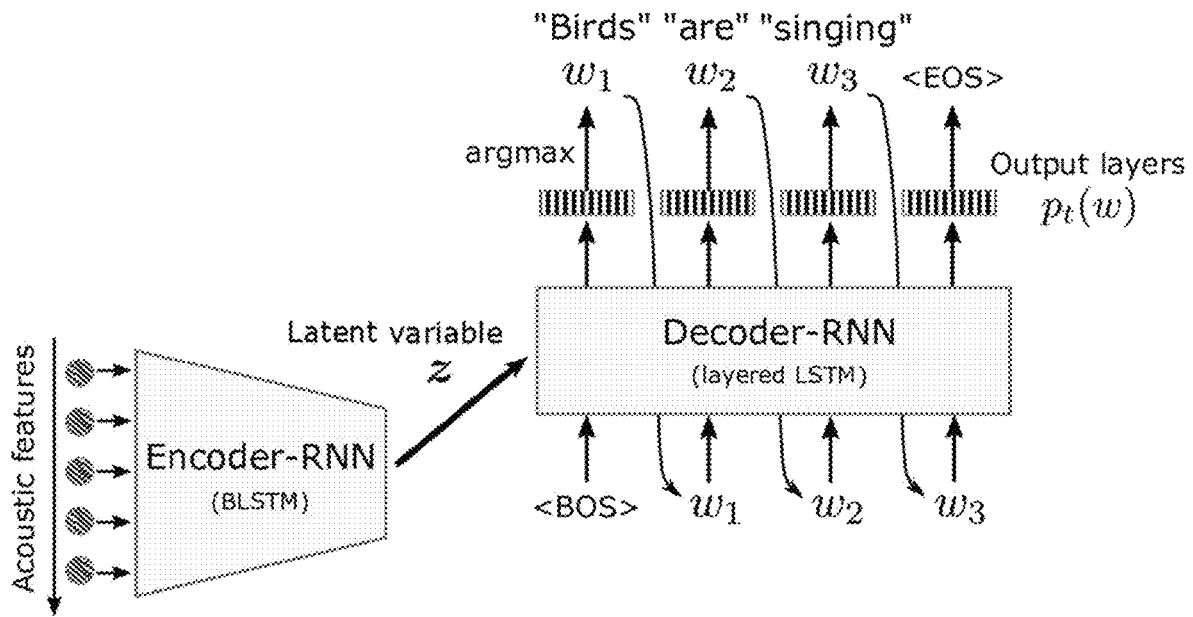 "Birds" "are" "singing"
w₁ w₂ w₃ <EOS>
argmax
Output layers
pₜ(w)
Latent variable
z
Decoder-RNN
(layered LSTM)
Acoustic features
Encoder-RNN
(BLSTM)
<BOS> w₁ w₂ w₃